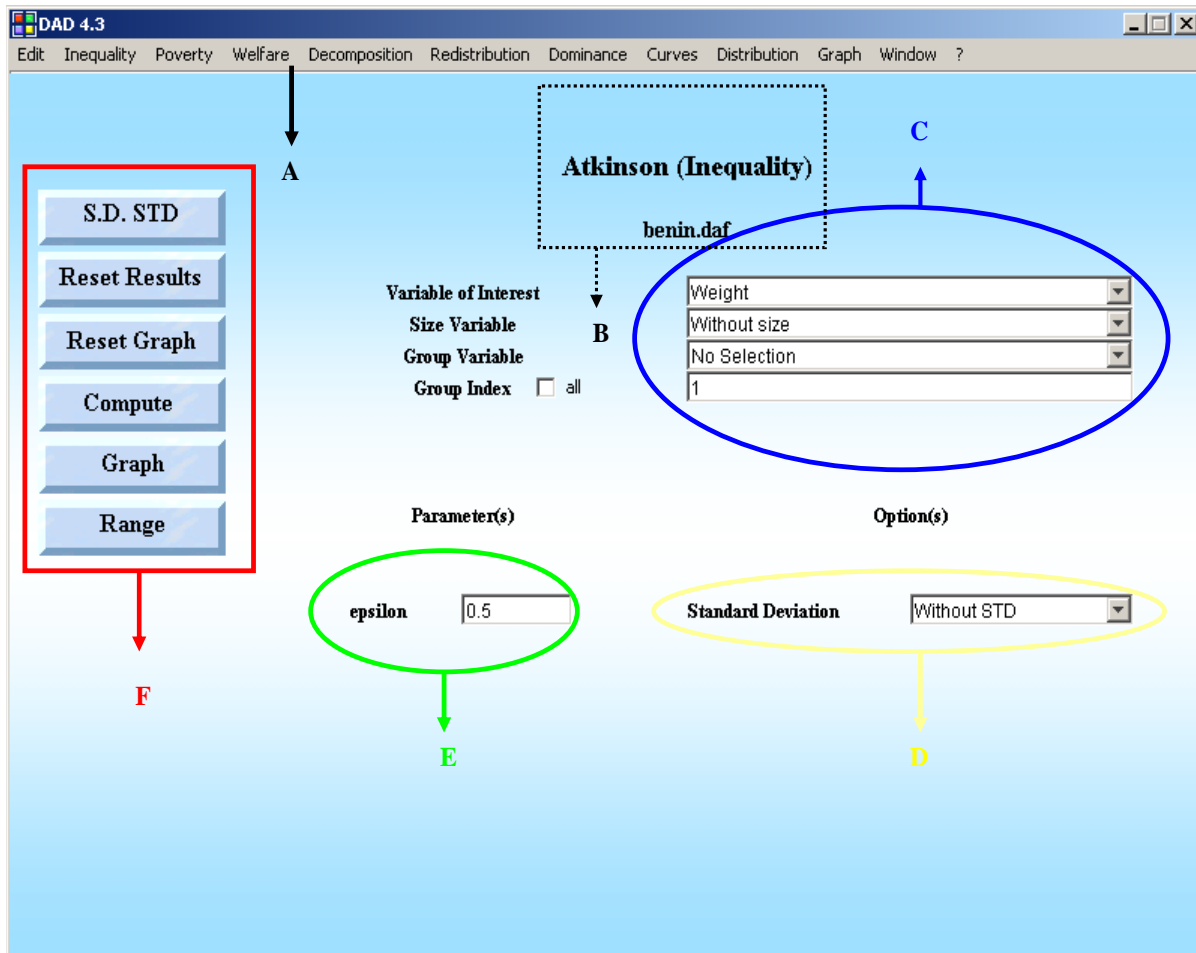 DAD 4.3
Edit Inequality Poverty Welfare Decomposition Redistribution Dominance Curves Distribution Graph Window ?
A
C
Atkinson (Inequality)
benin.daf
B
S.D. STD
Reset Results
Reset Graph
Compute
Graph
Range
F
Variable of Interest Weight
Size Variable Without size
Group Variable No Selection
Group Index all 1
Parameter(s) Option(s)
epsilon 0.5 Standard Deviation Without STD
E D